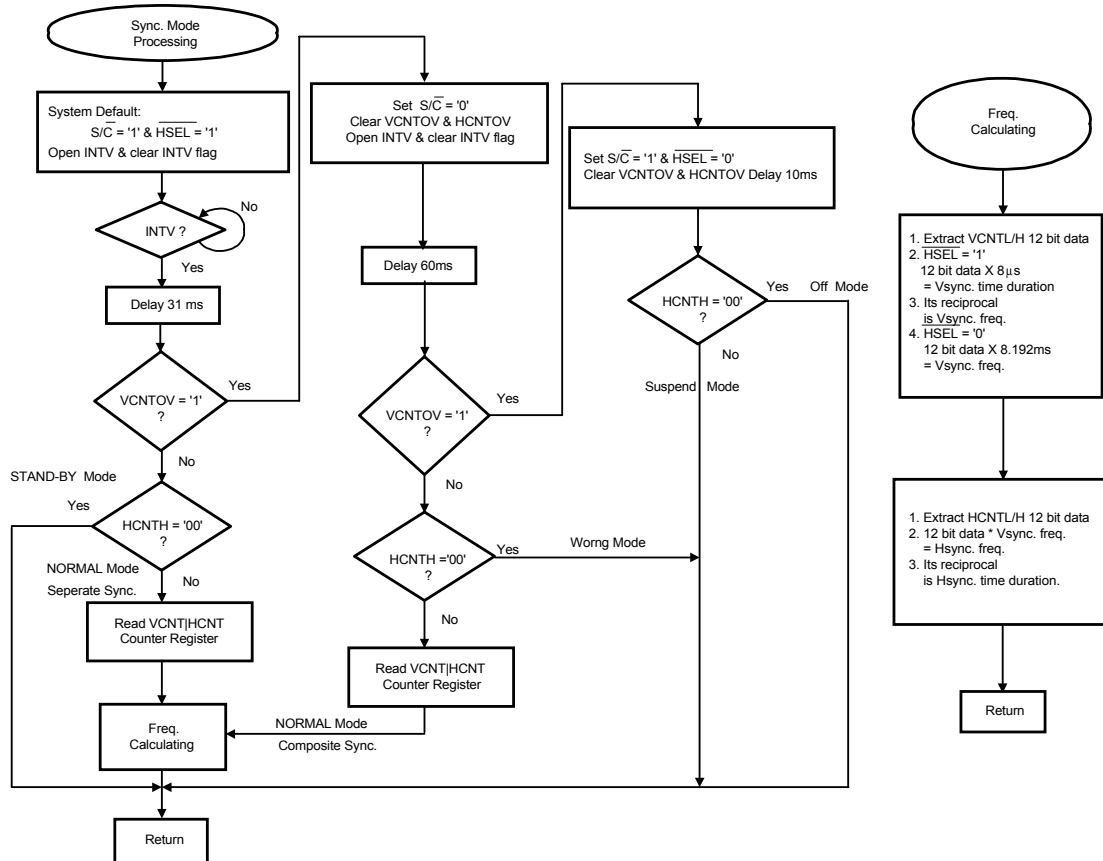 Sync. Mode
Processing
System Default:
S/C̅ = '1' & H̅S̅E̅L̅ = '1'
Open INTV & clear INTV flag
INTV ?
No
Yes
Delay 31 ms
VCNTOV = '1'
?
Yes
No
STAND-BY Mode
Yes
HCNTH = '00'
?
NORMAL Mode
No
Seperate Sync.
Read VCNT|HCNT
Counter Register
Freq.
Calculating
Return
Set S/C̅ = '0'
Clear VCNTOV & HCNTOV
Open INTV & clear INTV flag
Delay 60ms
VCNTOV = '1'
?
Yes
No
HCNTH ='00'
?
Yes
Worng Mode
No
Read VCNT|HCNT
Counter Register
NORMAL Mode
Composite Sync.
Set S/C̅ = '1' & H̅S̅E̅L̅ = '0'
Clear VCNTOV & HCNTOV Delay 10ms
HCNTH = '00'
?
Yes
Off Mode
No
Suspend Mode
Freq.
Calculating
1. Extract VCNTL/H 12 bit data
2. H̅S̅E̅L̅ = '1'
12 bit data X 8μs
= Vsync. time duration
3. Its reciprocal
is Vsync. freq.
4. H̅S̅E̅L̅ = '0'
12 bit data X 8.192ms
= Vsync. freq.
1. Extract HCNTL/H 12 bit data
2. 12 bit data * Vsync. freq.
= Hsync. freq.
3. Its reciprocal
is Hsync. time duration.
Return